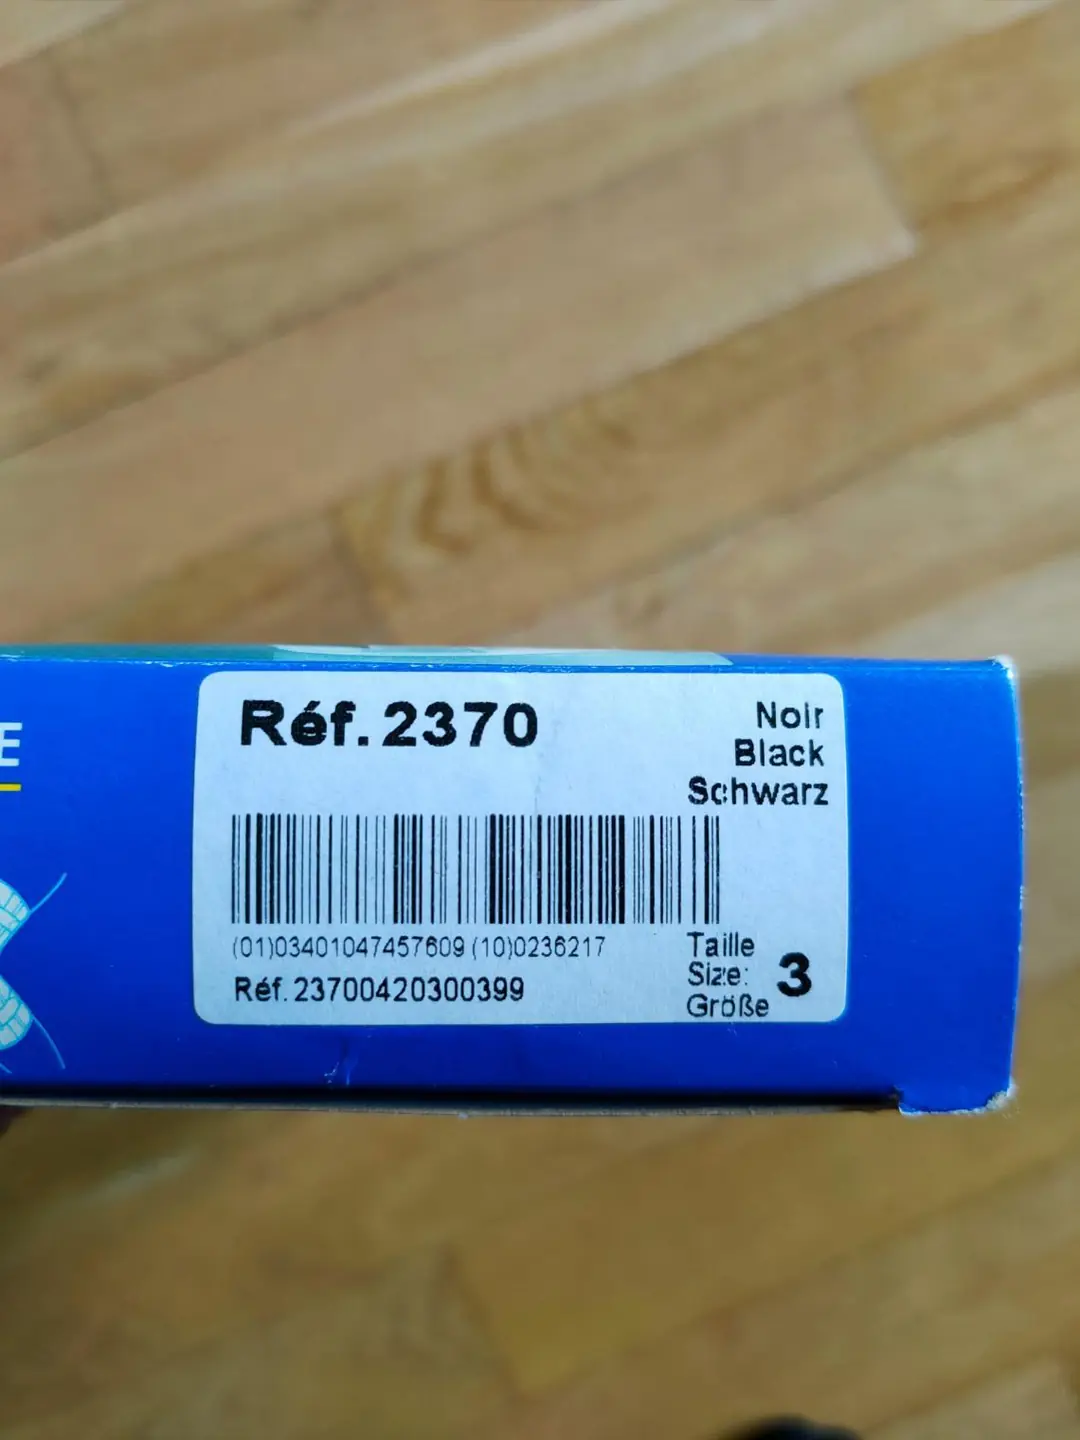 Réf. 2370
Noir
Black
Schwarz
(01)03401047457609 (10)0236217
Réf. 23700420300399
Taille
Size: 3
Größe
E